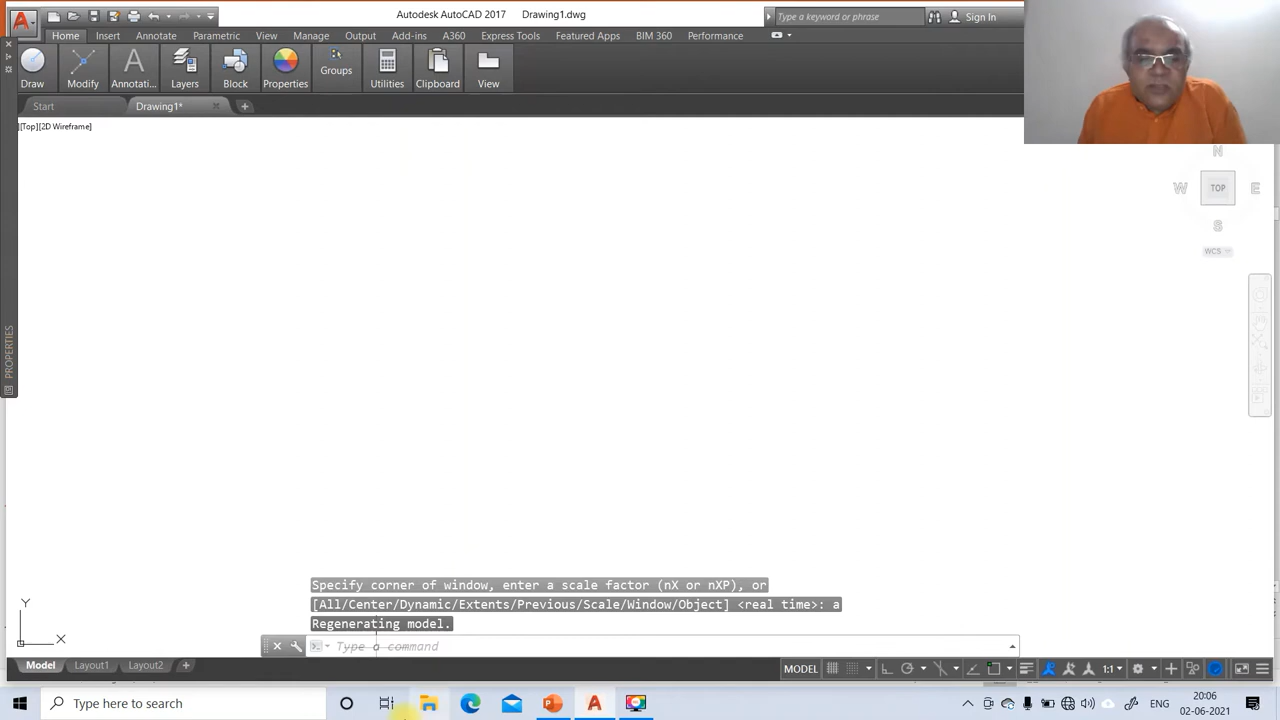 Autodesk AutoCAD 2017 Drawing1.dwg
Type a keyword or phrase
Sign In
Home Insert Annotate Parametric View Manage Output Add-ins A360 Express Tools Featured Apps BIM 360 Performance
Draw Modify Annotati... Layers Block Properties Groups Utilities Clipboard View
Start Drawing1*
][Top][2D Wireframe]
N
W TOP E
S
WCS
PROPERTIES
Y
X
Specify corner of window, enter a scale factor (nX or nXP), or
[All/Center/Dynamic/Extents/Previous/Scale/Window/Object] <real time>: a
Regenerating model.
Type a command
Model Layout1 Layout2
MODEL 1:1
Type here to search
ENG
20:06
02-06-2021